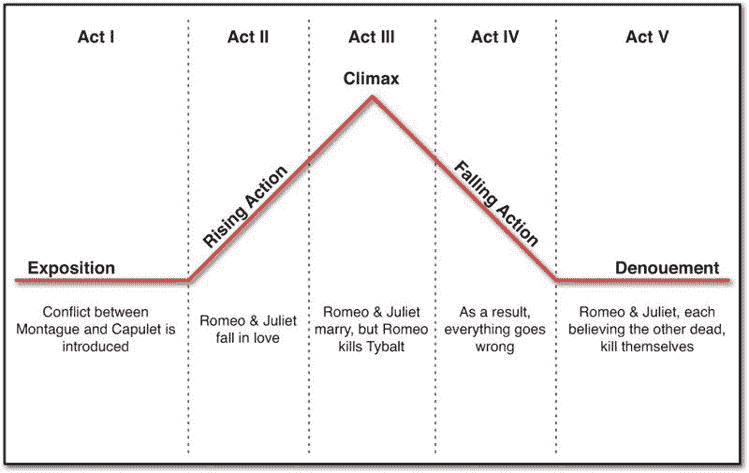 Act I
Act II
Act III
Act IV
Act V
Climax
Rising Action
Falling Action
Exposition
Denouement
Conflict between
Montague and Capulet is
introduced
Romeo & Juliet
fall in love
Romeo & Juliet
marry, but Romeo
kills Tybalt
As a result,
everything goes
wrong
Romeo & Juliet, each
believing the other dead,
kill themselves